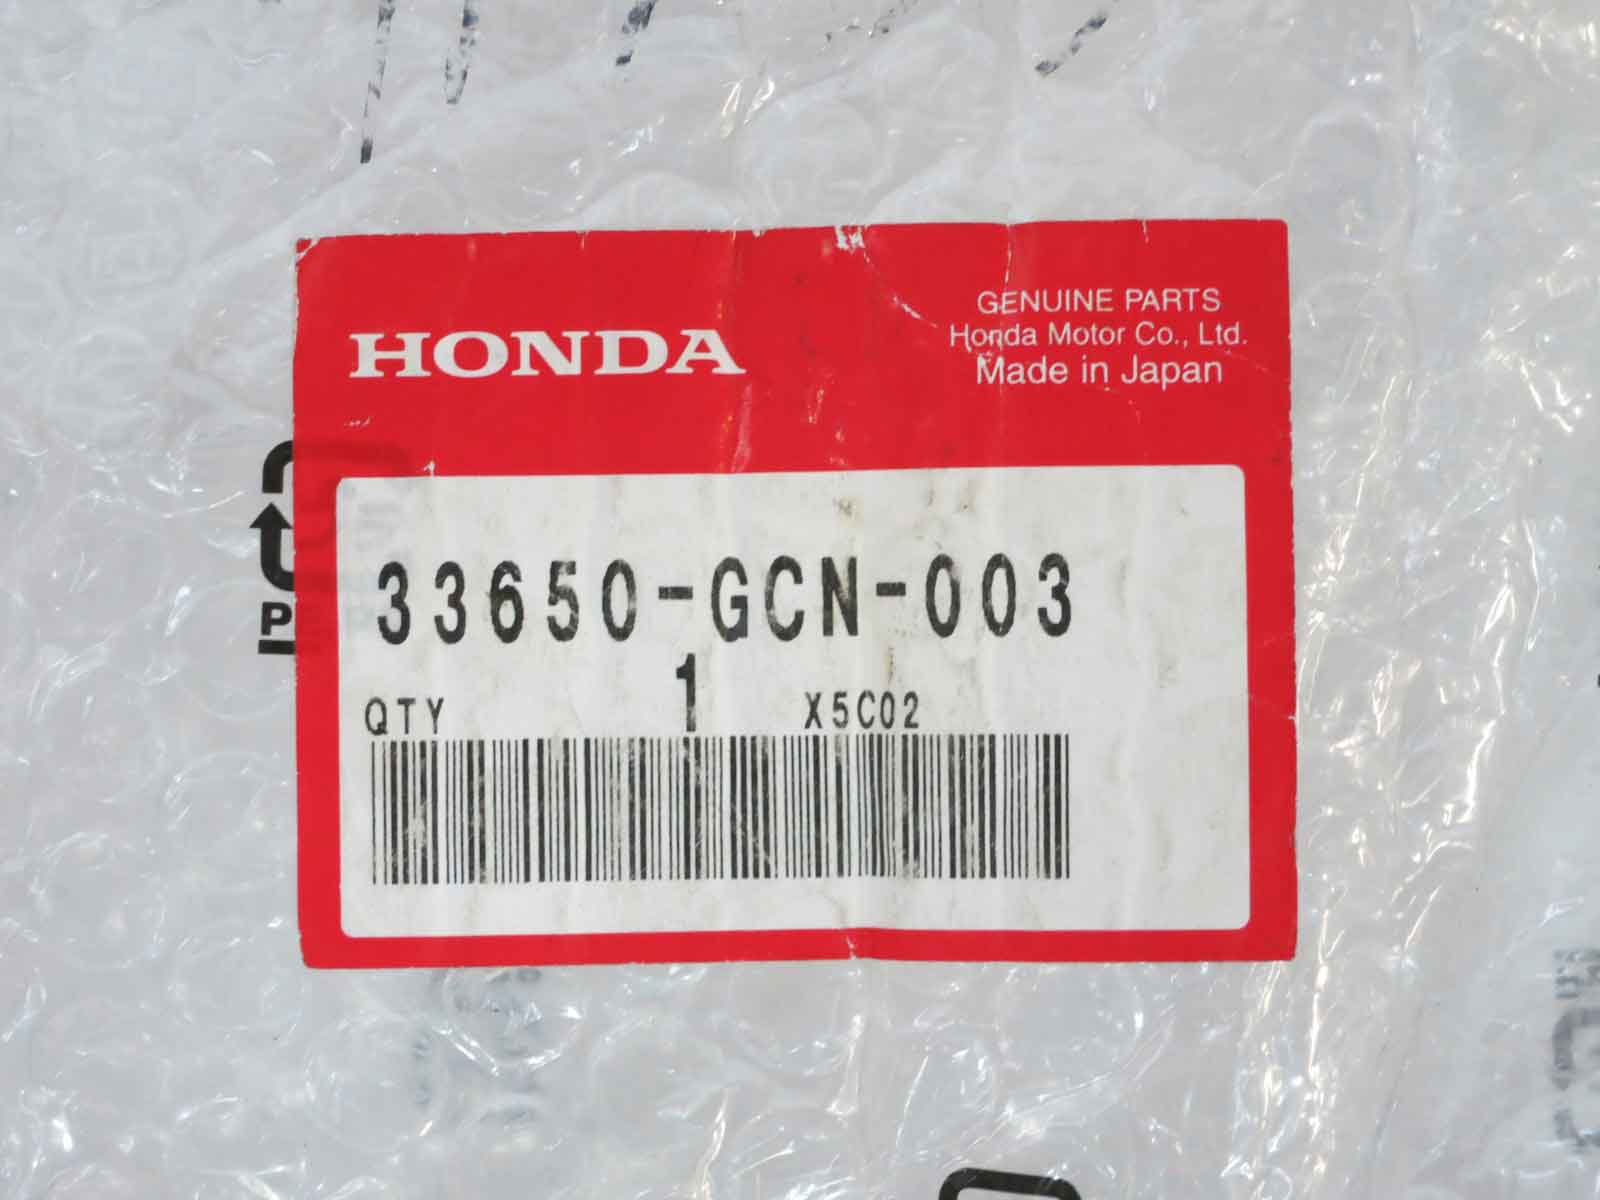 HONDA
GENUINE PARTS
Honda Motor Co., Ltd.
Made in Japan
33650-GCN-003
QTY 1 X5C02